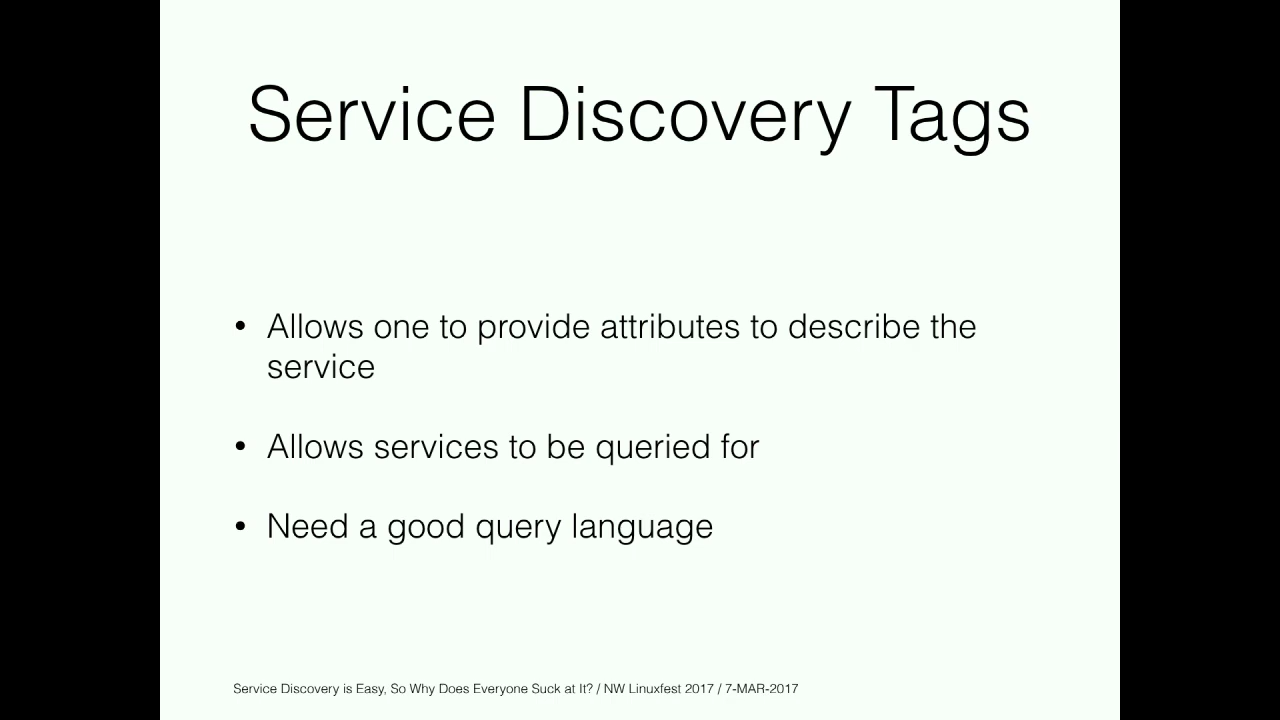 Service Discovery Tags
• Allows one to provide attributes to describe the
service
• Allows services to be queried for
• Need a good query language
Service Discovery is Easy, So Why Does Everyone Suck at It? / NW Linuxfest 2017 / 7-MAR-2017